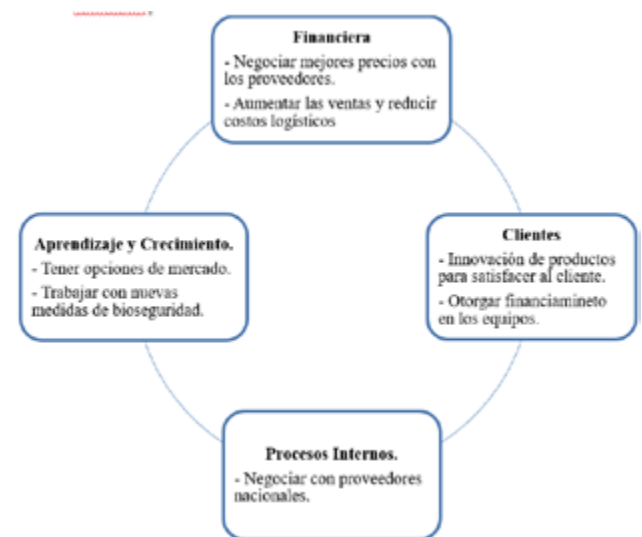 Financiera
- Negociar mejores precios con
los proveedores.
- Aumentar las ventas y reducir
costos logísticos
Aprendizaje y Crecimiento.
- Tener opciones de mercado.
- Trabajar con nuevas
medidas de bioseguridad.
Clientes
- Innovación de productos
para satisfacer al cliente.
- Otorgar financiamineto
en los equipos.
Procesos Internos.
- Negociar con proveedores
nacionales.